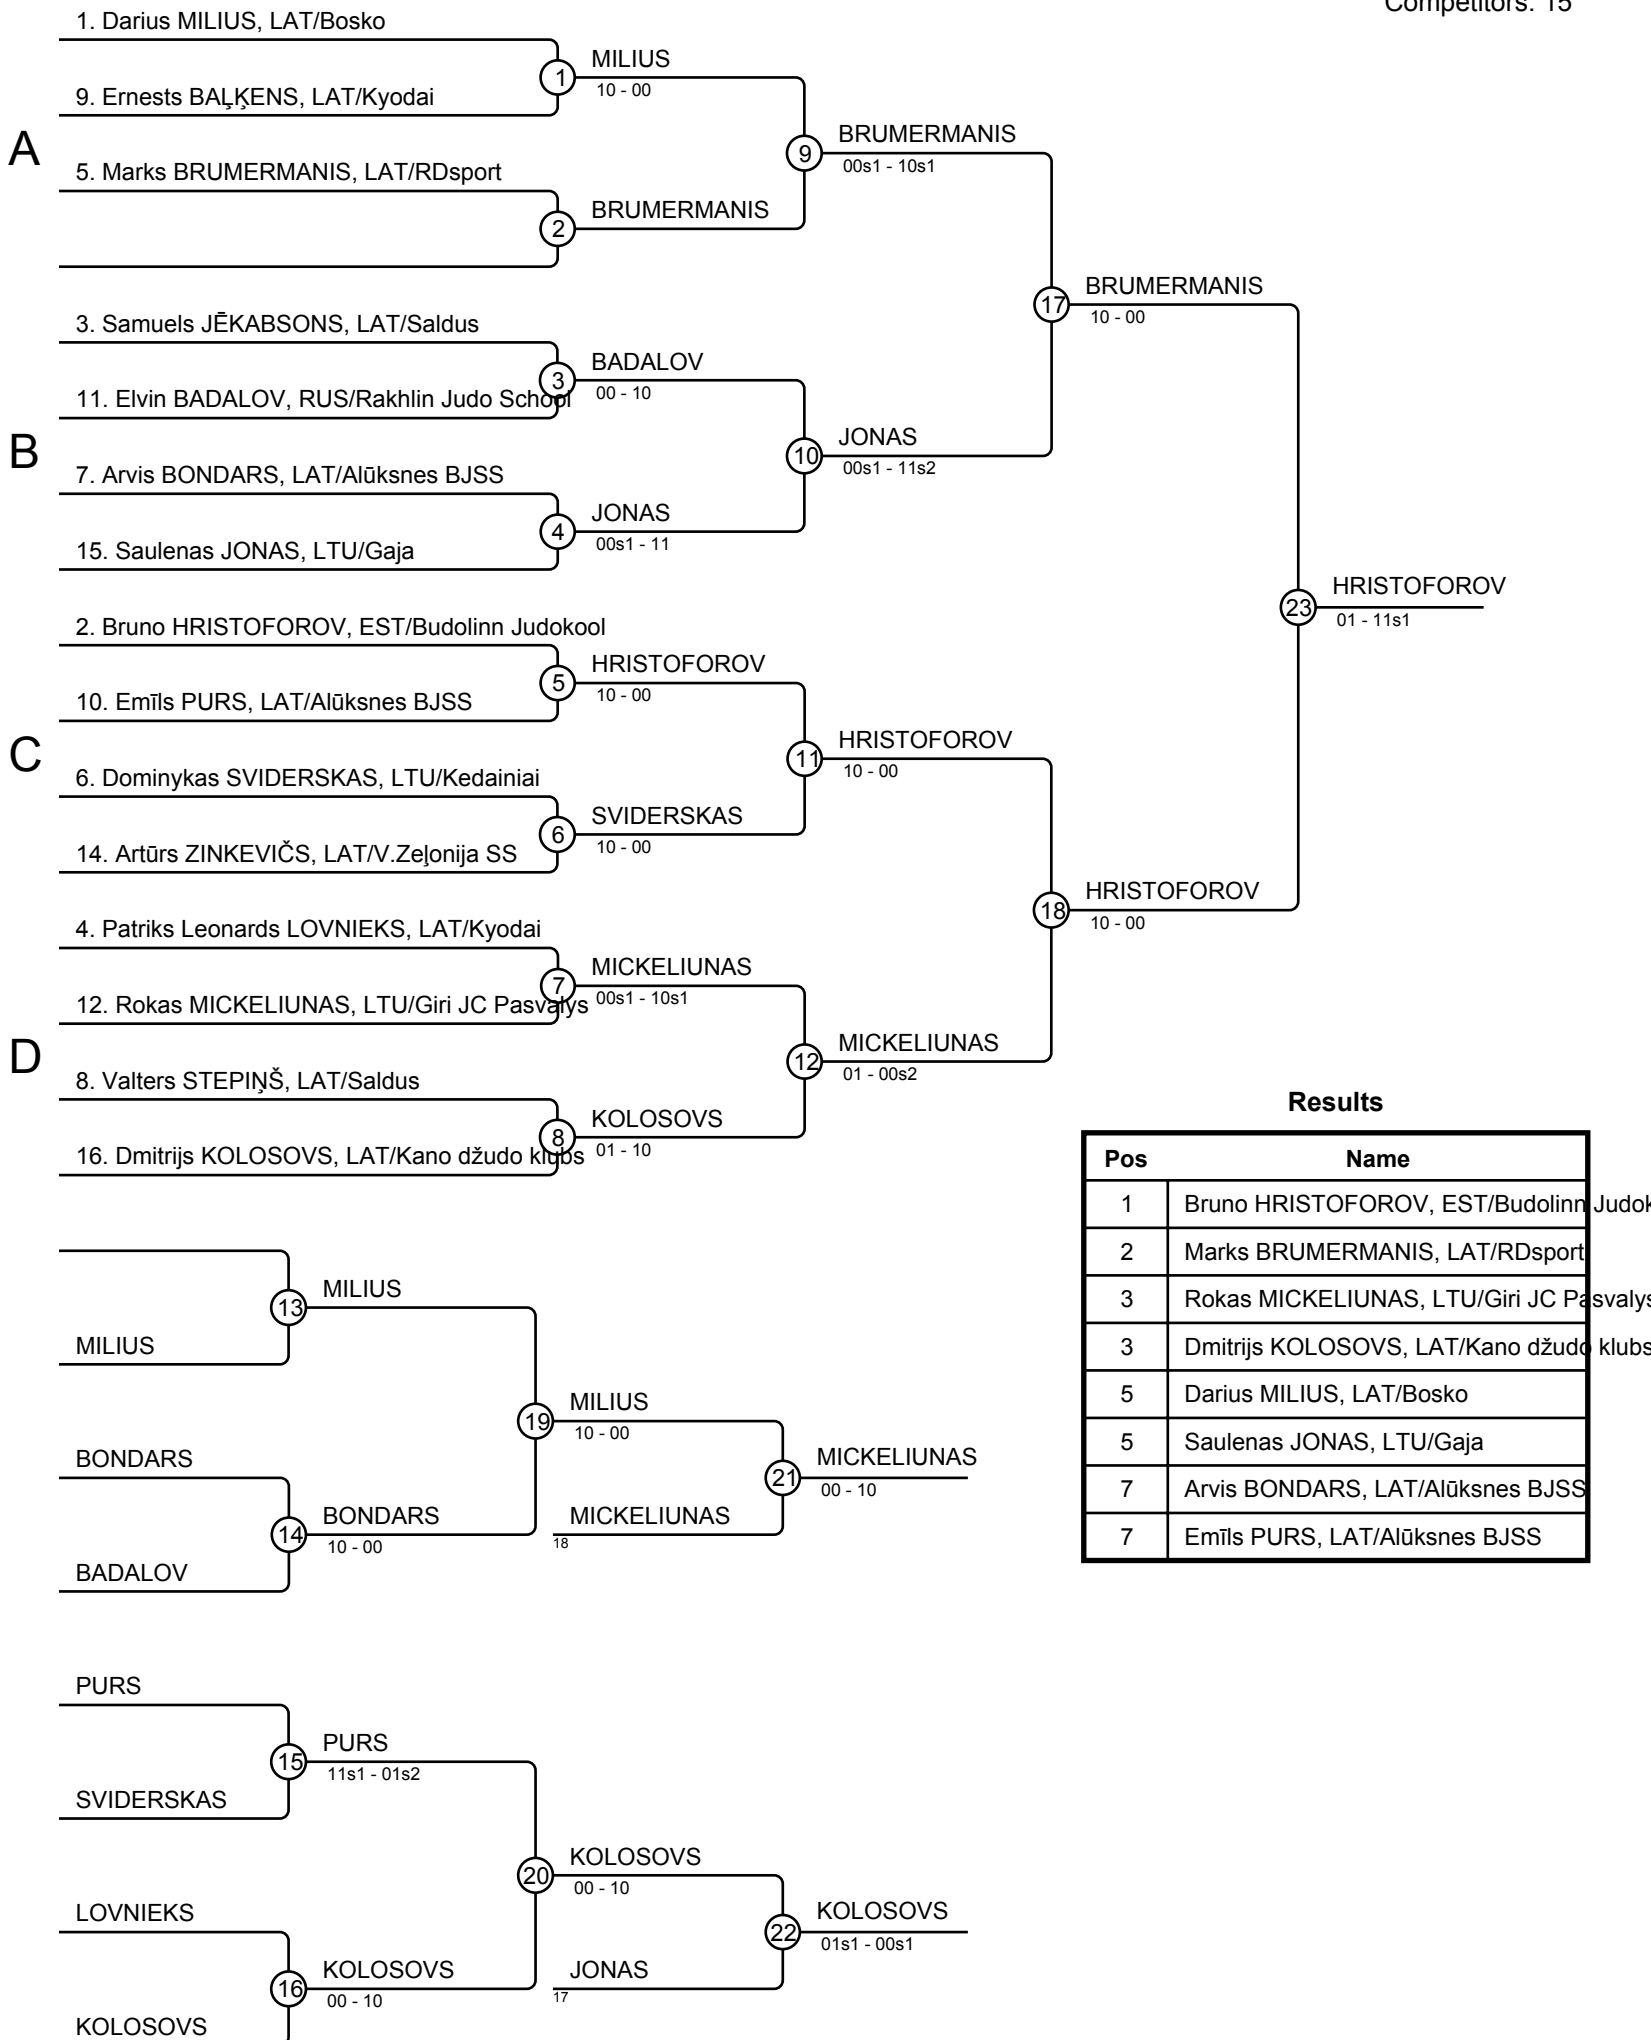 Competitors: 15
1. Darius MILIUS, LAT/Bosko
1
MILIUS
10 - 00
9. Ernests BAĻĶENS, LAT/Kyodai
A
9
BRUMERMANIS
00s1 - 10s1
5. Marks BRUMERMANIS, LAT/RDsport
2
BRUMERMANIS
17
BRUMERMANIS
10 - 00
3. Samuels JĒKABSONS, LAT/Saldus
3
BADALOV
00 - 10
11. Elvin BADALOV, RUS/Rakhlin Judo School
B
10
JONAS
00s1 - 11s2
7. Arvis BONDARS, LAT/Alūksnes BJSS
4
JONAS
00s1 - 11
15. Saulenas JONAS, LTU/Gaja
23
HRISTOFOROV
01 - 11s1
2. Bruno HRISTOFOROV, EST/Budolinn Judokool
5
HRISTOFOROV
10 - 00
10. Emīls PURS, LAT/Alūksnes BJSS
C
11
HRISTOFOROV
10 - 00
6. Dominykas SVIDERSKAS, LTU/Kedainiai
6
SVIDERSKAS
10 - 00
14. Artūrs ZINKEVIČS, LAT/V.Zeļonija SS
18
HRISTOFOROV
10 - 00
4. Patriks Leonards LOVNIEKS, LAT/Kyodai
7
MICKELIUNAS
00s1 - 10s1
12. Rokas MICKELIUNAS, LTU/Giri JC Pasvalys
D
12
MICKELIUNAS
01 - 00s2
8. Valters STEPIŅŠ, LAT/Saldus
8
KOLOSOVS
01 - 10
16. Dmitrijs KOLOSOVS, LAT/Kano džudo klubs
Results
Pos Name
1 Bruno HRISTOFOROV, EST/Budolinn
2 Marks BRUMERMANIS, LAT/RDsport
3 Rokas MICKELIUNAS, LTU/Giri JC Pasvalys
3 Dmitrijs KOLOSOVS, LAT/Kano džudo klubs
5 Darius MILIUS, LAT/Bosko
5 Saulenas JONAS, LTU/Gaja
7 Arvis BONDARS, LAT/Alūksnes BJSS
7 Emīls PURS, LAT/Alūksnes BJSS
13
MILIUS
MILIUS
19
MILIUS
10 - 00
BONDARS
14
BONDARS
10 - 00
BADALOV
21
MICKELIUNAS
00 - 10
MICKELIUNAS
18
PURS
15
PURS
11s1 - 01s2
SVIDERSKAS
20
KOLOSOVS
00 - 10
LOVNIEKS
16
KOLOSOVS
00 - 10
KOLOSOVS
22
KOLOSOVS
01s1 - 00s1
JONAS
17